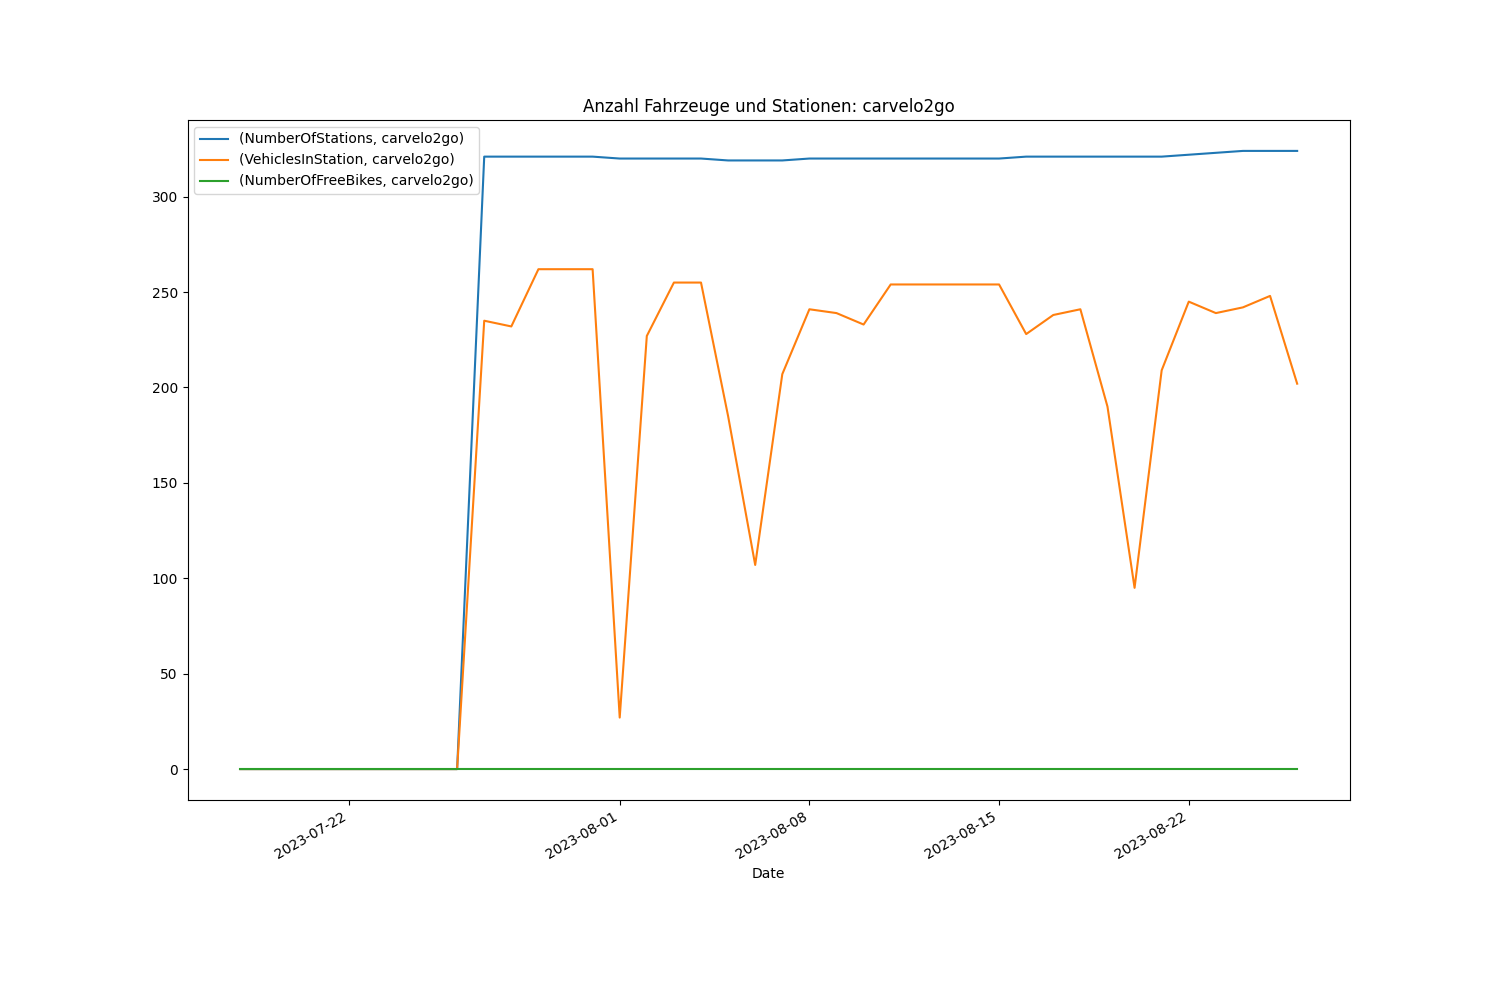 Anzahl Fahrzeuge und Stationen: carvelo2go
(NumberOfStations, carvelo2go)
(VehiclesInStation, carvelo2go)
(NumberOfFreeBikes, carvelo2go)
300
250
200
150
100
50
0
2023-07-22
2023-08-01
2023-08-08
2023-08-15
2023-08-22
Date